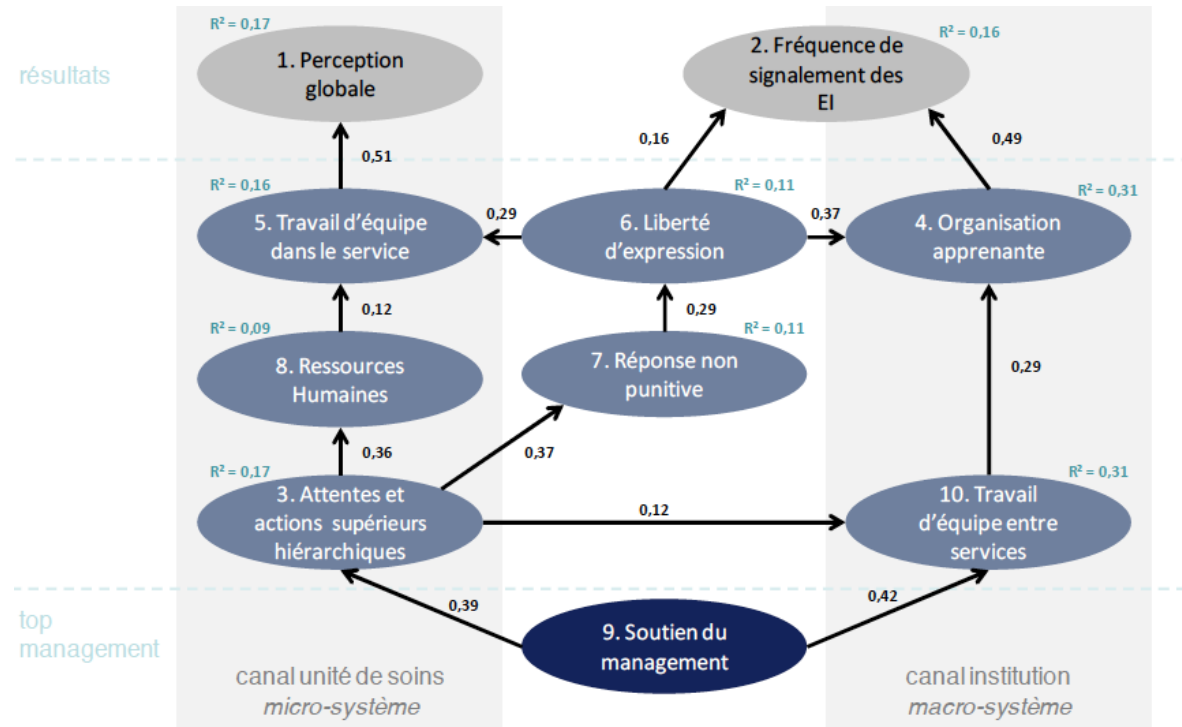 R² = 0,17
1. Perception
globale
2. Fréquence de
signalement des
EI
R² = 0,16
résultats
0,51
0,16
0,49
R² = 0,16
5. Travail d'équipe
dans le service
0,29
R² = 0,11
6. Liberté
d'expression
0,37
R² = 0,31
4. Organisation
apprenante
0,12
0,29
R² = 0,09
8. Ressources
Humaines
R² = 0,11
7. Réponse non
punitive
0,29
0,36
0,37
R² = 0,17
3. Attentes et
actions supérieurs
hiérarchiques
0,12
R² = 0,31
10. Travail
d'équipe entre
services
0,39
0,42
top
management
9. Soutien du
management
canal unité de soins
micro-système
canal institution
macro-système